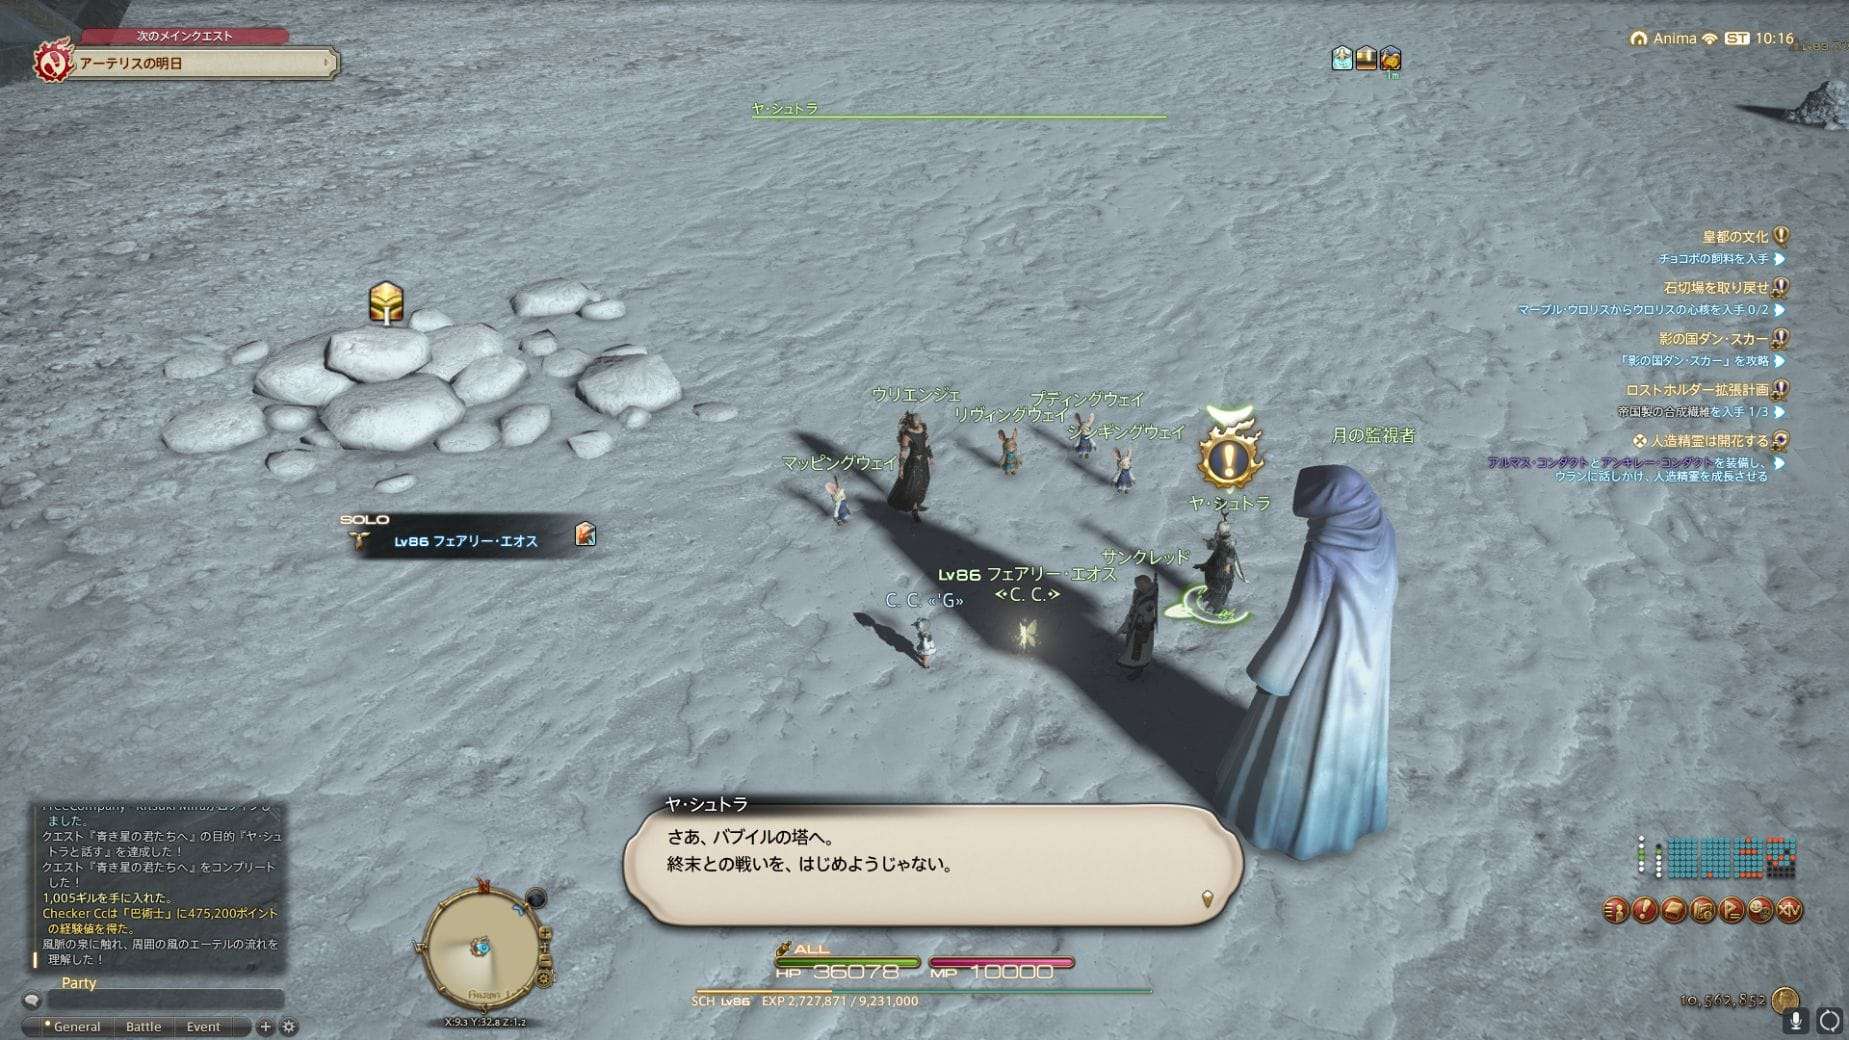 次のメインクエスト
アーテリスの明日
Anima ST 10:16
1m
ヤ・シュトラ
皇都の文化
チョコボの飼料を入手
石切場を取り戻せ
マーブル・ウロリスからウロリスの心核を入手 0/2
影の国ダン・スカー
「影の国ダン・スカー」を攻略
ロストホルダー拡張計画
帝国製の合成繊維を入手 1/3
人造精霊は開花する
アルマス・コンダクトとアンキレー・コンダクトを装備し、
ウランに話しかけ、人造精霊を成長させる
ウリエンジェ
プディングウェイ
リヴィングウェイ
シンギングウェイ
マッピングウェイ
月の監視者
ヤ・シュトラ
SOLO
Lv86 フェアリー・エオス
サンクレッド
Lv86 フェアリー・エオス
C. C. «'G»
<C. C.>
ヤ・シュトラ
さあ、バブイルの塔へ。
終末との戦いを、はじめようじゃない。
ました。
クエスト『青き星の君たちへ』の目的『ヤ・シュ
トラと話す』を達成した！
クエスト『青き星の君たちへ』をコンプリート
した！
1,005ギルを手に入れた。
Checker Ccは「巴術士」に475,200ポイント
の経験値を得た。
風脈の泉に触れ、周囲の風のエーテルの流れを
理解した！
Party
General Battle Event
X:9.3 Y:32.8 Z:1.2
ALL
HP 36078 MP 10000
SCH Lv86 EXP 2,727,871 / 9,231,000
XIV
10,562,852